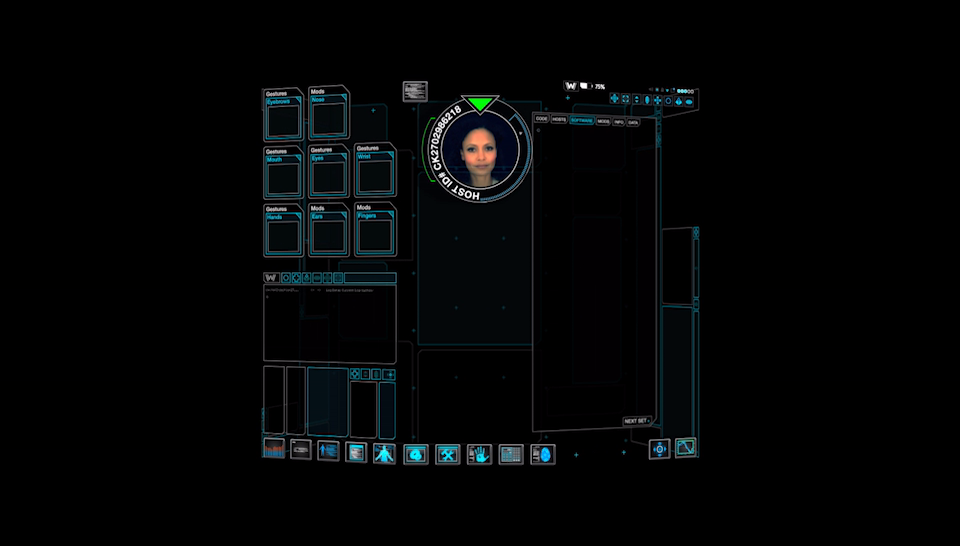 Gestures
Eyebrows
Mods
Nose
Gestures
Mouth
Gestures
Eyes
Gestures
Wrist
Gestures
Hands
Mods
Ears
Mods
Fingers
HOST ID# CK2702986218
W
75%
CODE
HOSTS
SOFTWARE
MODS
INFO
DATA
W
NEXT SET